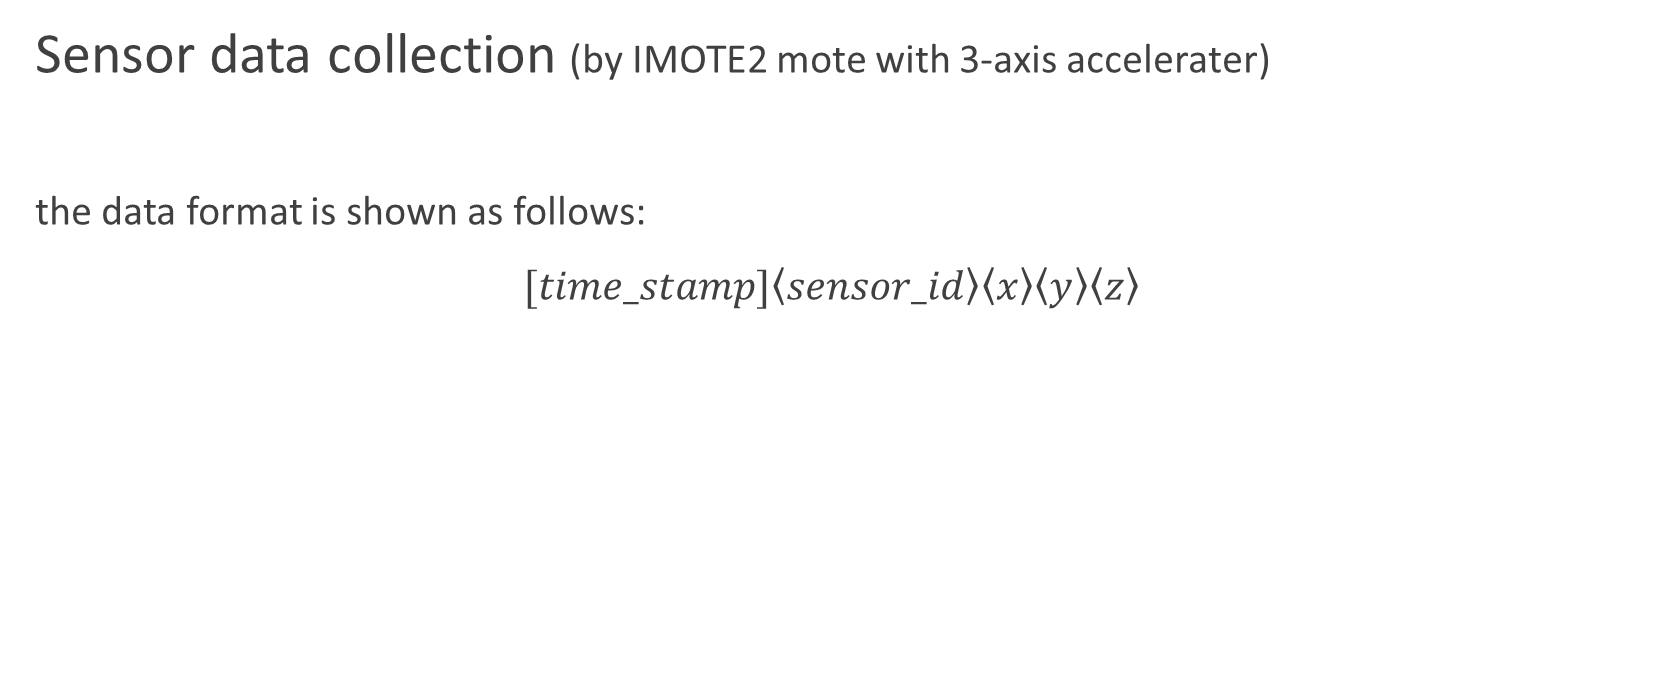 Sensor data collection (by IMOTE2 mote with 3-axis accelerater)
the data format is shown as follows:
[time_stamp]⟨sensor_id⟩⟨x⟩⟨y⟩⟨z⟩